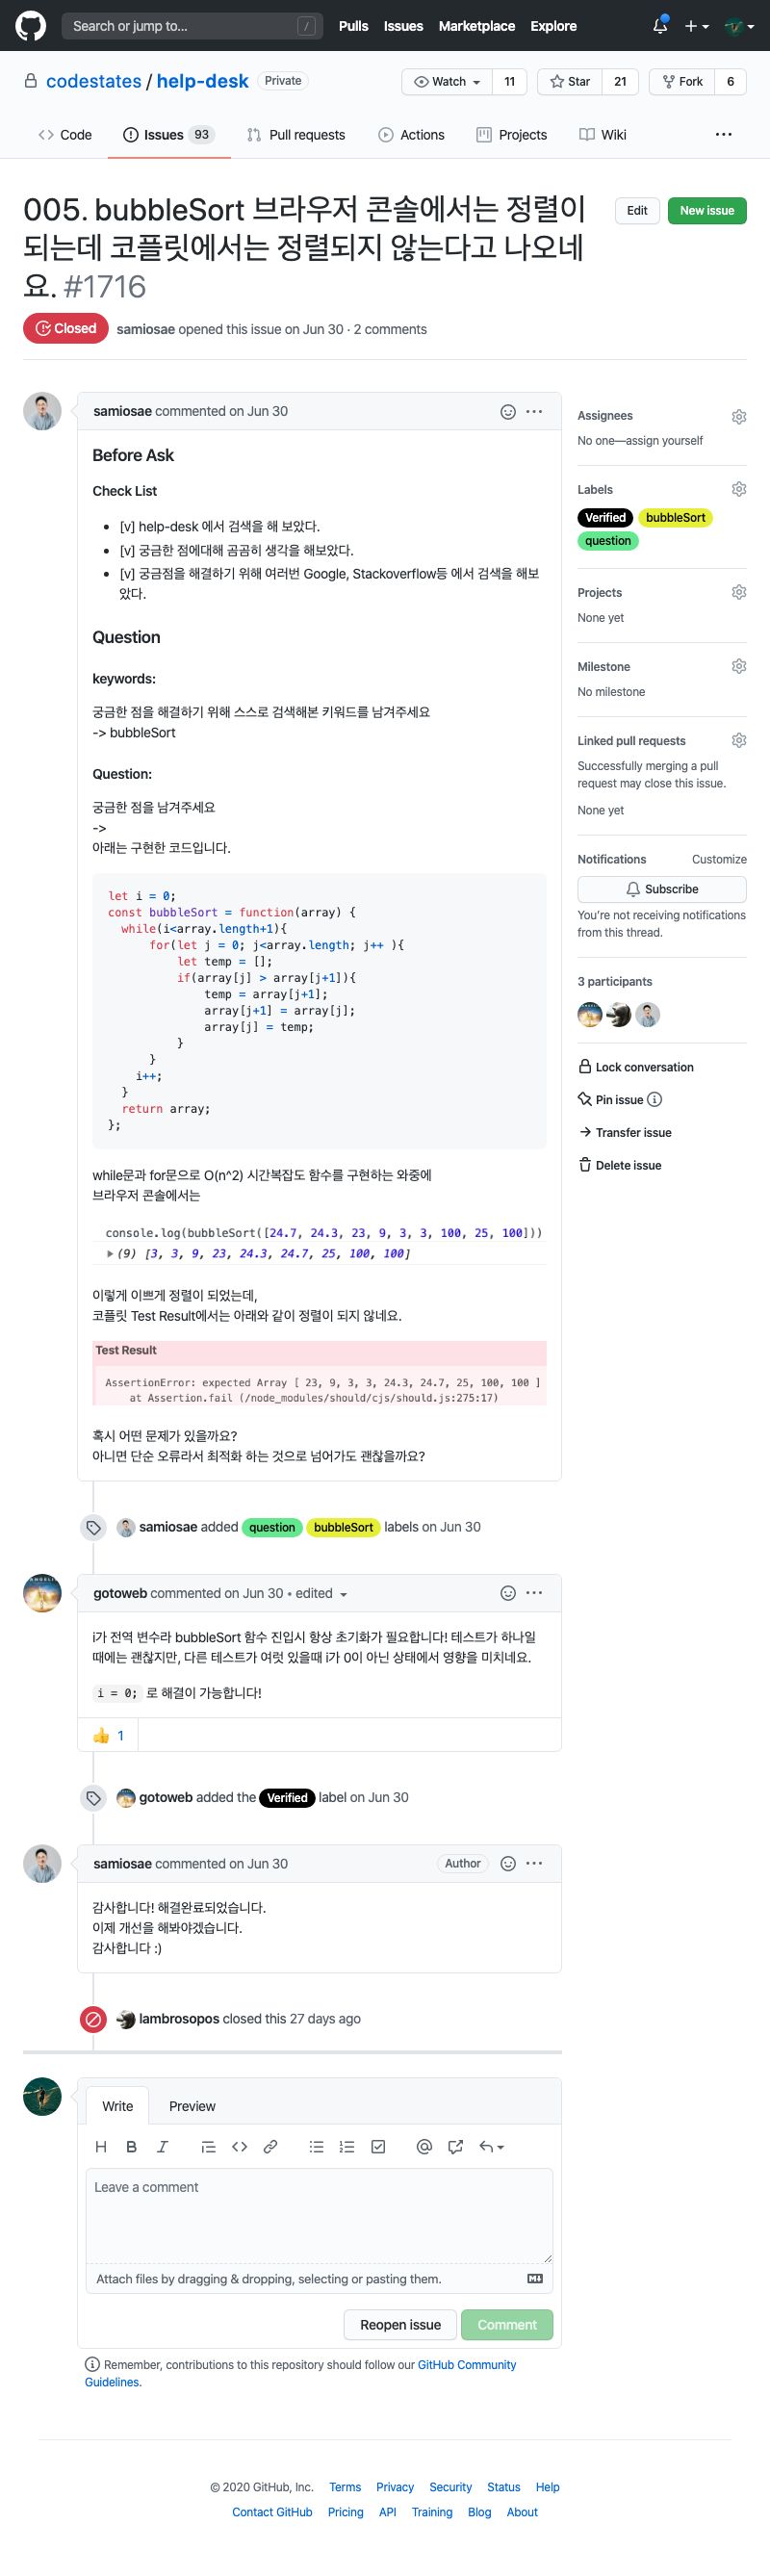 Search or jump to...
/
Pulls Issues Marketplace Explore
codestates / help-desk Private
Watch 11 Star 21 Fork 6
Code Issues 93 Pull requests Actions Projects Wiki
005. bubbleSort 브라우저 콘솔에서는 정렬이
되는데 코플릿에서는 정렬되지 않는다고 나오네
요. #1716
Edit New issue
Closed samiosae opened this issue on Jun 30 · 2 comments
samiosae commented on Jun 30
Before Ask
Check List
• [v] help-desk 에서 검색을 해 보았다.
• [v] 궁금한 점에대해 곰곰히 생각을 해보았다.
• [v] 궁금점을 해결하기 위해 여러번 Google, Stackoverflow등 에서 검색을 해보
았다.
Question
keywords:
궁금한 점을 해결하기 위해 스스로 검색해본 키워드를 남겨주세요
-> bubbleSort
Question:
궁금한 점을 남겨주세요
->
아래는 구현한 코드입니다.
let i = 0;
const bubbleSort = function(array) {
while(i<array.length+1){
for(let j = 0; j<array.length; j++ ){
let temp = [];
if(array[j] > array[j+1]){
temp = array[j+1];
array[j+1] = array[j];
array[j] = temp;
}
}
i++;
}
return array;
};
while문과 for문으로 O(n^2) 시간복잡도 함수를 구현하는 와중에
브라우저 콘솔에서는
console.log(bubbleSort([24.7, 24.3, 23, 9, 3, 3, 100, 25, 100]))
(9) [3, 3, 9, 23, 24.3, 24.7, 25, 100, 100]
이렇게 이쁘게 정렬이 되었는데,
코플릿 Test Result에서는 아래와 같이 정렬이 되지 않네요.
Test Result
AssertionError: expected Array [ 23, 9, 3, 3, 24.3, 24.7, 25, 100, 100 ]
at Assertion.fail (/node_modules/should/cjs/should.js:275:17)
혹시 어떤 문제가 있을까요?
아니면 단순 오류라서 최적화 하는 것으로 넘어가도 괜찮을까요?
samiosae added question bubbleSort labels on Jun 30
gotoweb commented on Jun 30 • edited
i가 전역 변수라 bubbleSort 함수 진입시 항상 초기화가 필요합니다! 테스트가 하나일
때에는 괜찮지만, 다른 테스트가 여럿 있을때 i가 0이 아닌 상태에서 영향을 미치네요.
i = 0; 로 해결이 가능합니다!
👍 1
gotoweb added the Verified label on Jun 30
samiosae commented on Jun 30 Author
감사합니다! 해결완료되었습니다.
이제 개선을 해봐야겠습니다.
감사합니다 :)
lambrosopos closed this 27 days ago
Write Preview
H B I
Leave a comment
Attach files by dragging & dropping, selecting or pasting them.
Reopen issue Comment
Remember, contributions to this repository should follow our GitHub Community
Guidelines.
Assignees
No one—assign yourself
Labels
Verified bubbleSort
question
Projects
None yet
Milestone
No milestone
Linked pull requests
Successfully merging a pull
request may close this issue.
None yet
Notifications Customize
Subscribe
You're not receiving notifications
from this thread.
3 participants
Lock conversation
Pin issue
Transfer issue
Delete issue
© 2020 GitHub, Inc. Terms Privacy Security Status Help
Contact GitHub Pricing API Training Blog About